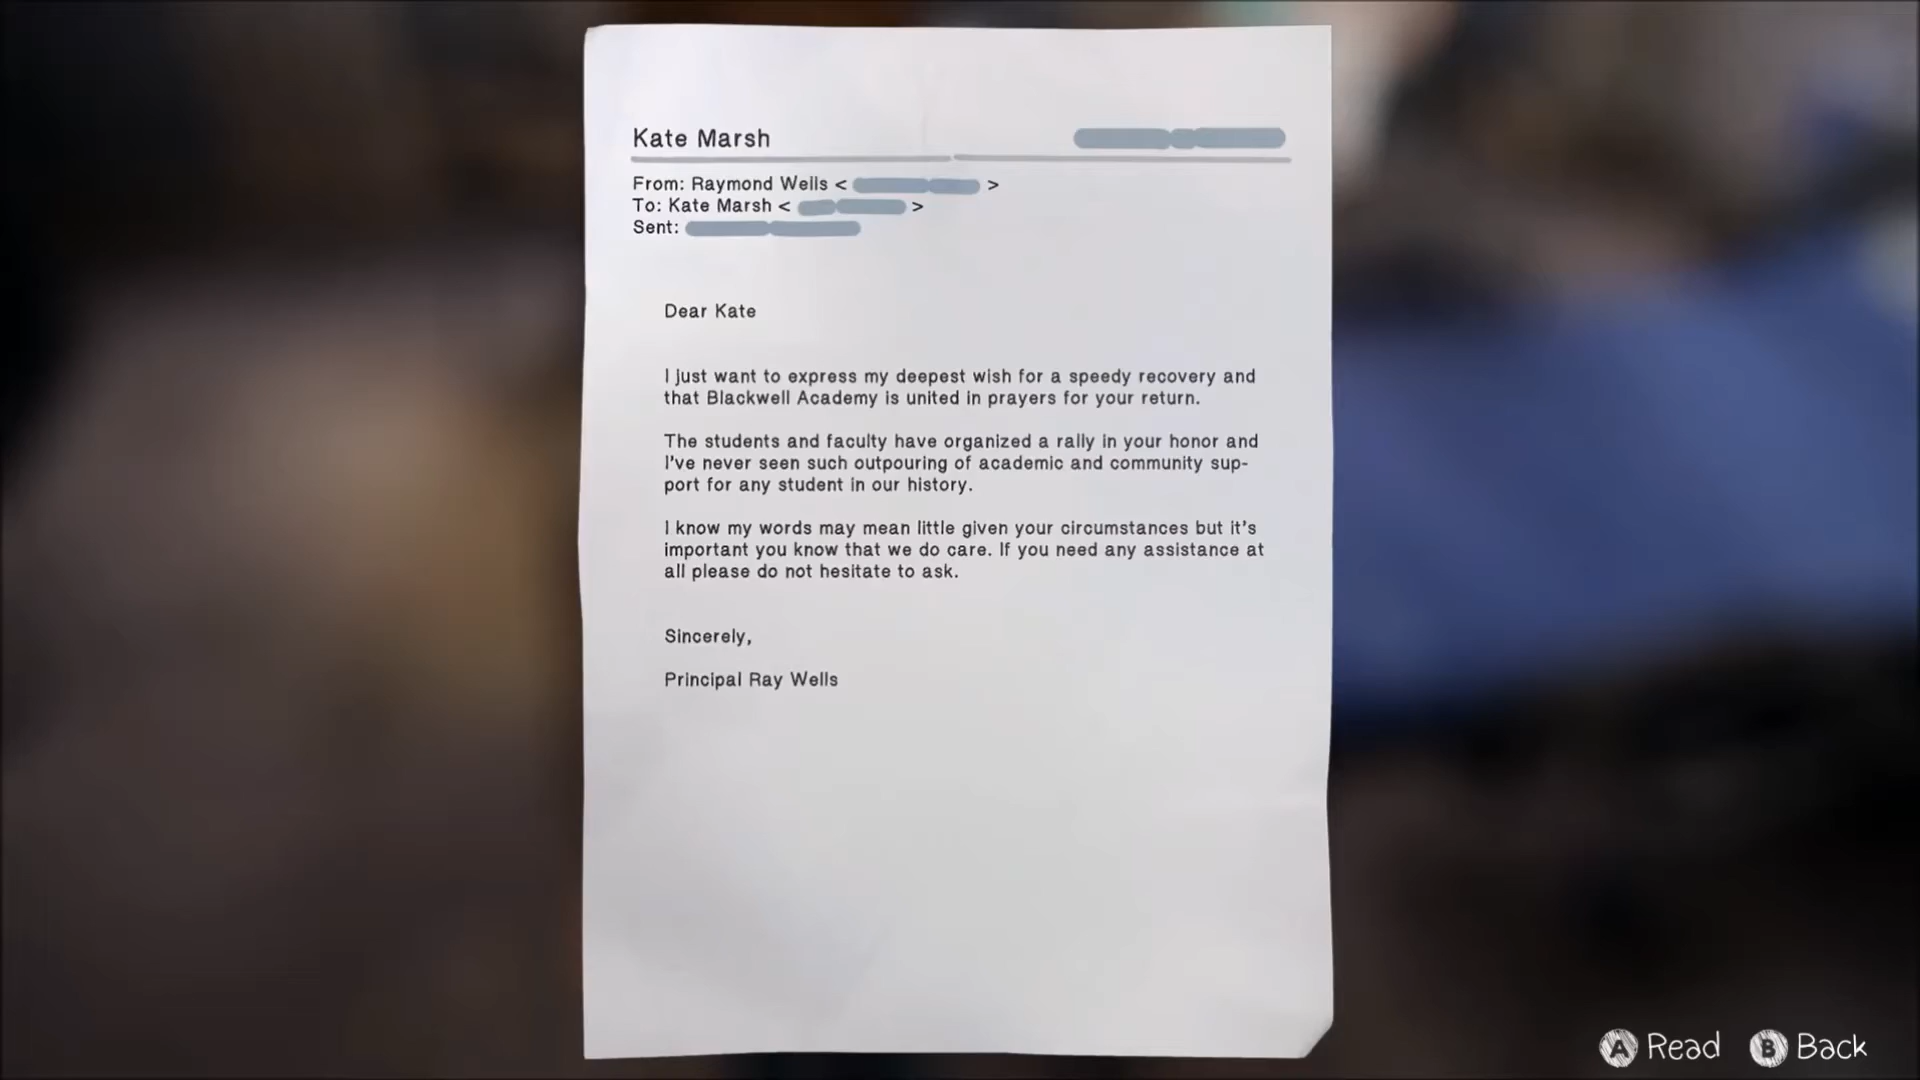 Kate Marsh
From: Raymond Wells < >
To: Kate Marsh < >
Sent:
Dear Kate
I just want to express my deepest wish for a speedy recovery and
that Blackwell Academy is united in prayers for your return.
The students and faculty have organized a rally in your honor and
I've never seen such outpouring of academic and community sup-
port for any student in our history.
I know my words may mean little given your circumstances but it's
important you know that we do care. If you need any assistance at
all please do not hesitate to ask.
Sincerely,
Principal Ray Wells
A Read B Back